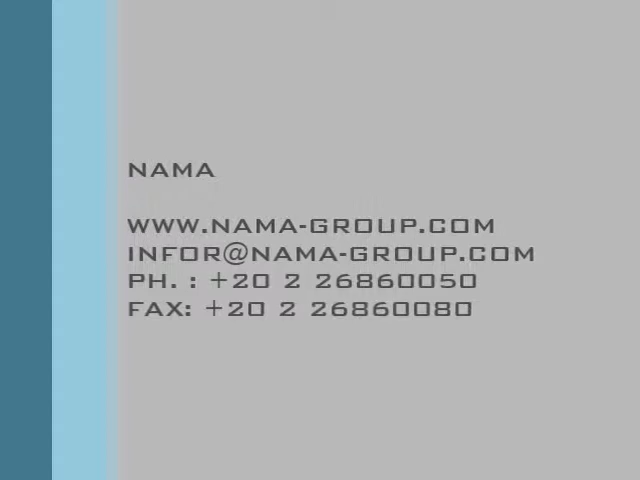 NAMA
WWW.NAMA-GROUP.COM
INFOR@NAMA-GROUP.COM
PH. : +20 2 26860050
FAX: +20 2 26860080